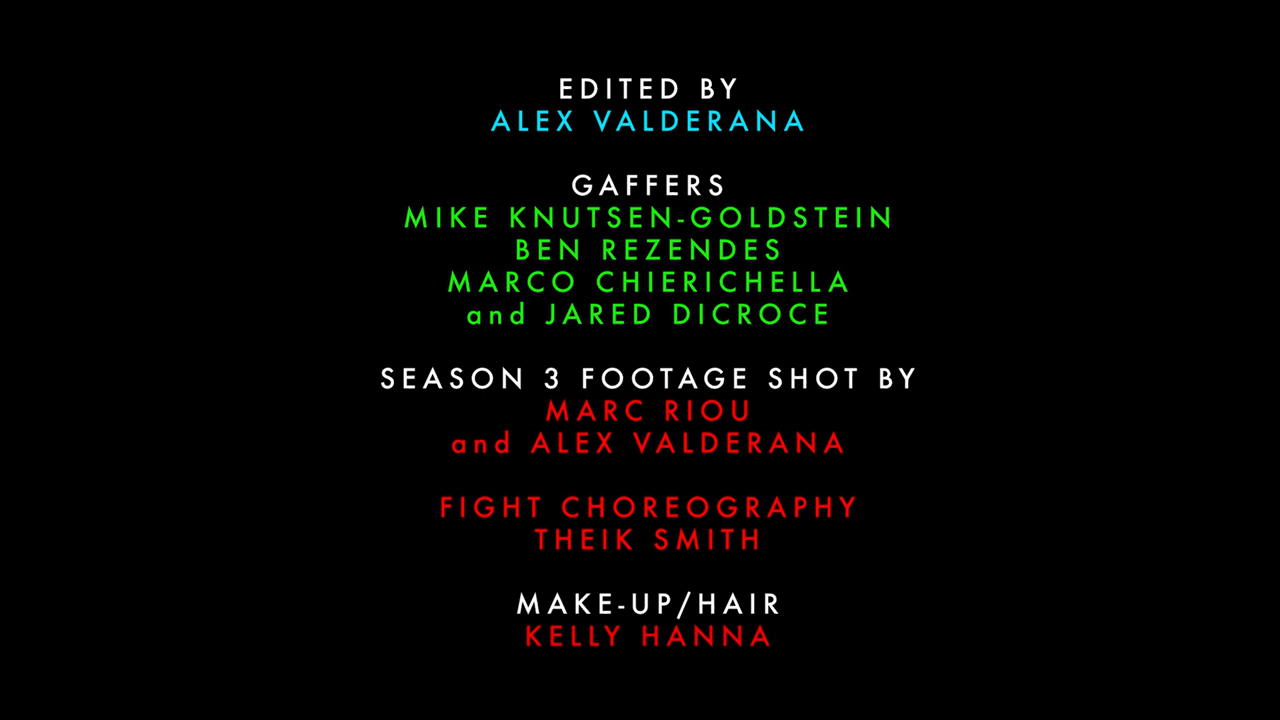 EDITED BY
ALEX VALDERANA
GAFFERS
MIKE KNUTSEN-GOLDSTEIN
BEN REZENDES
MARCO CHIERICHELLA
and JARED DICROCE
SEASON 3 FOOTAGE SHOT BY
MARC RIOU
and ALEX VALDERANA
FIGHT CHOREOGRAPHY
THEIK SMITH
MAKE-UP/HAIR
KELLY HANNA